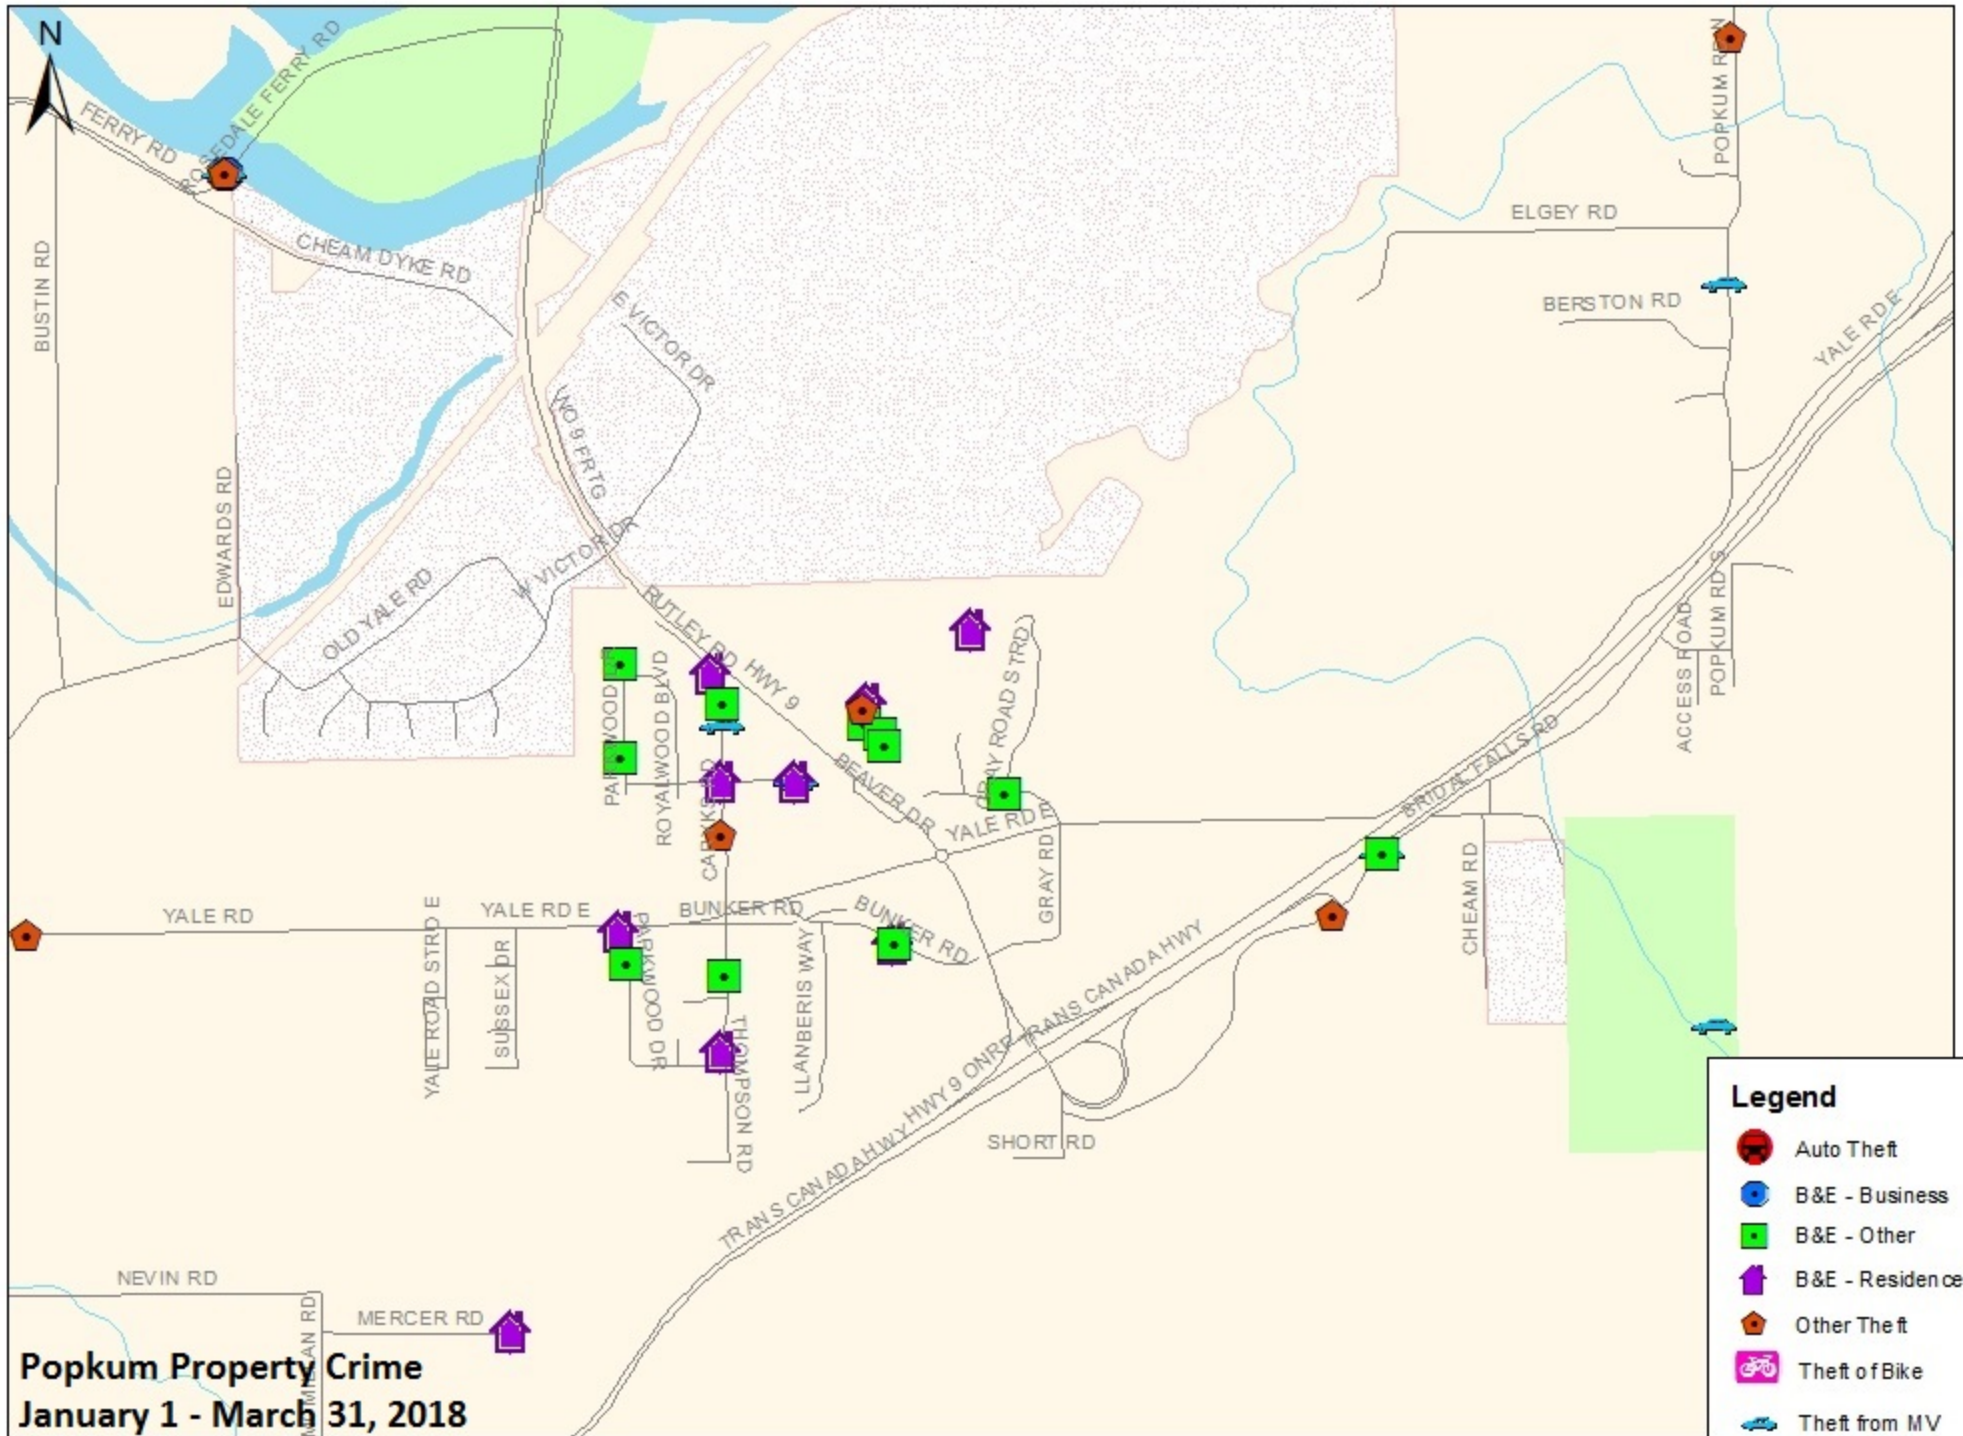 N
ROSEDALE FERRY RD
FERRY RD
CHEAM DYKE RD
BUSTIN RD
E VICTOR DR
NO 9 FRTG
EDWARDS RD
OLD YALE RD
W VICTOR DR
RUTLEY RD
HWY 9
POPKUM RD N
ELGEY RD
BERSTON RD
YALE RD E
POPKUM RD S
ACCESS ROAD
BRIDAL FALLS RD
GRAY ROAD STRD
ROYALWOOD BLVD
BEAVER DR
YALE RD E
GRAY RD
CHEAM RD
YALE RD
YALE RD E
BUNKER RD
BUNKER RD
YALE ROAD STRD E
SUSSEX DR
PARKWOOD DR
THOMPSON RD
LLANBERIS WAY
TRANS CANADA HWY
HWY 9 ONRP
TRANS CANADA HWY
SHORT RD
NEVIN RD
MERCER RD
Popkum Property Crime
January 1 - March 31, 2018
Legend
Auto Theft
B&E - Business
B&E - Other
B&E - Residence
Other Theft
Theft of Bike
Theft from MV